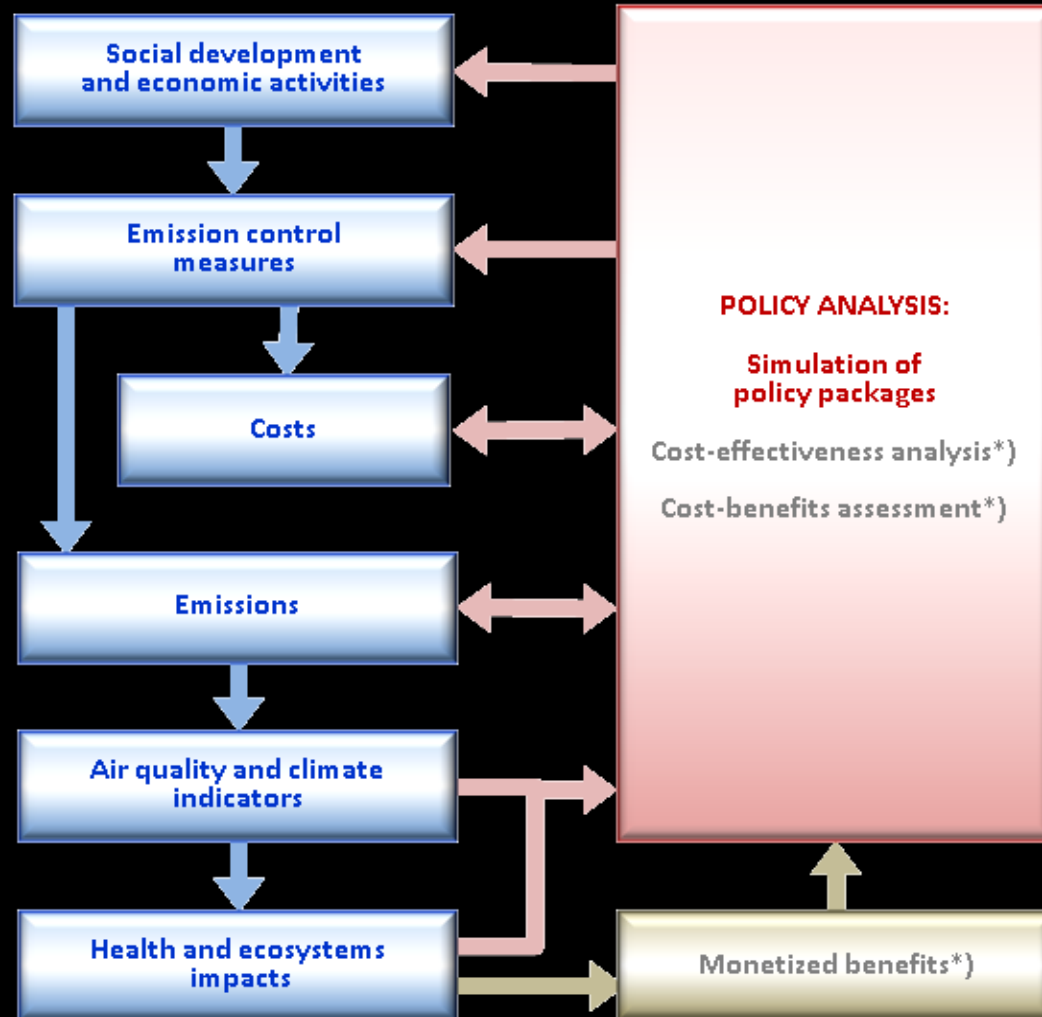 Social development
and economic activities
Emission control
measures
Costs
Emissions
Air quality and climate
indicators
Health and ecosystems
impacts
POLICY ANALYSIS:
Simulation of
policy packages
Cost-effectiveness analysis*)
Cost-benefits assessment*)
Monetized benefits*)